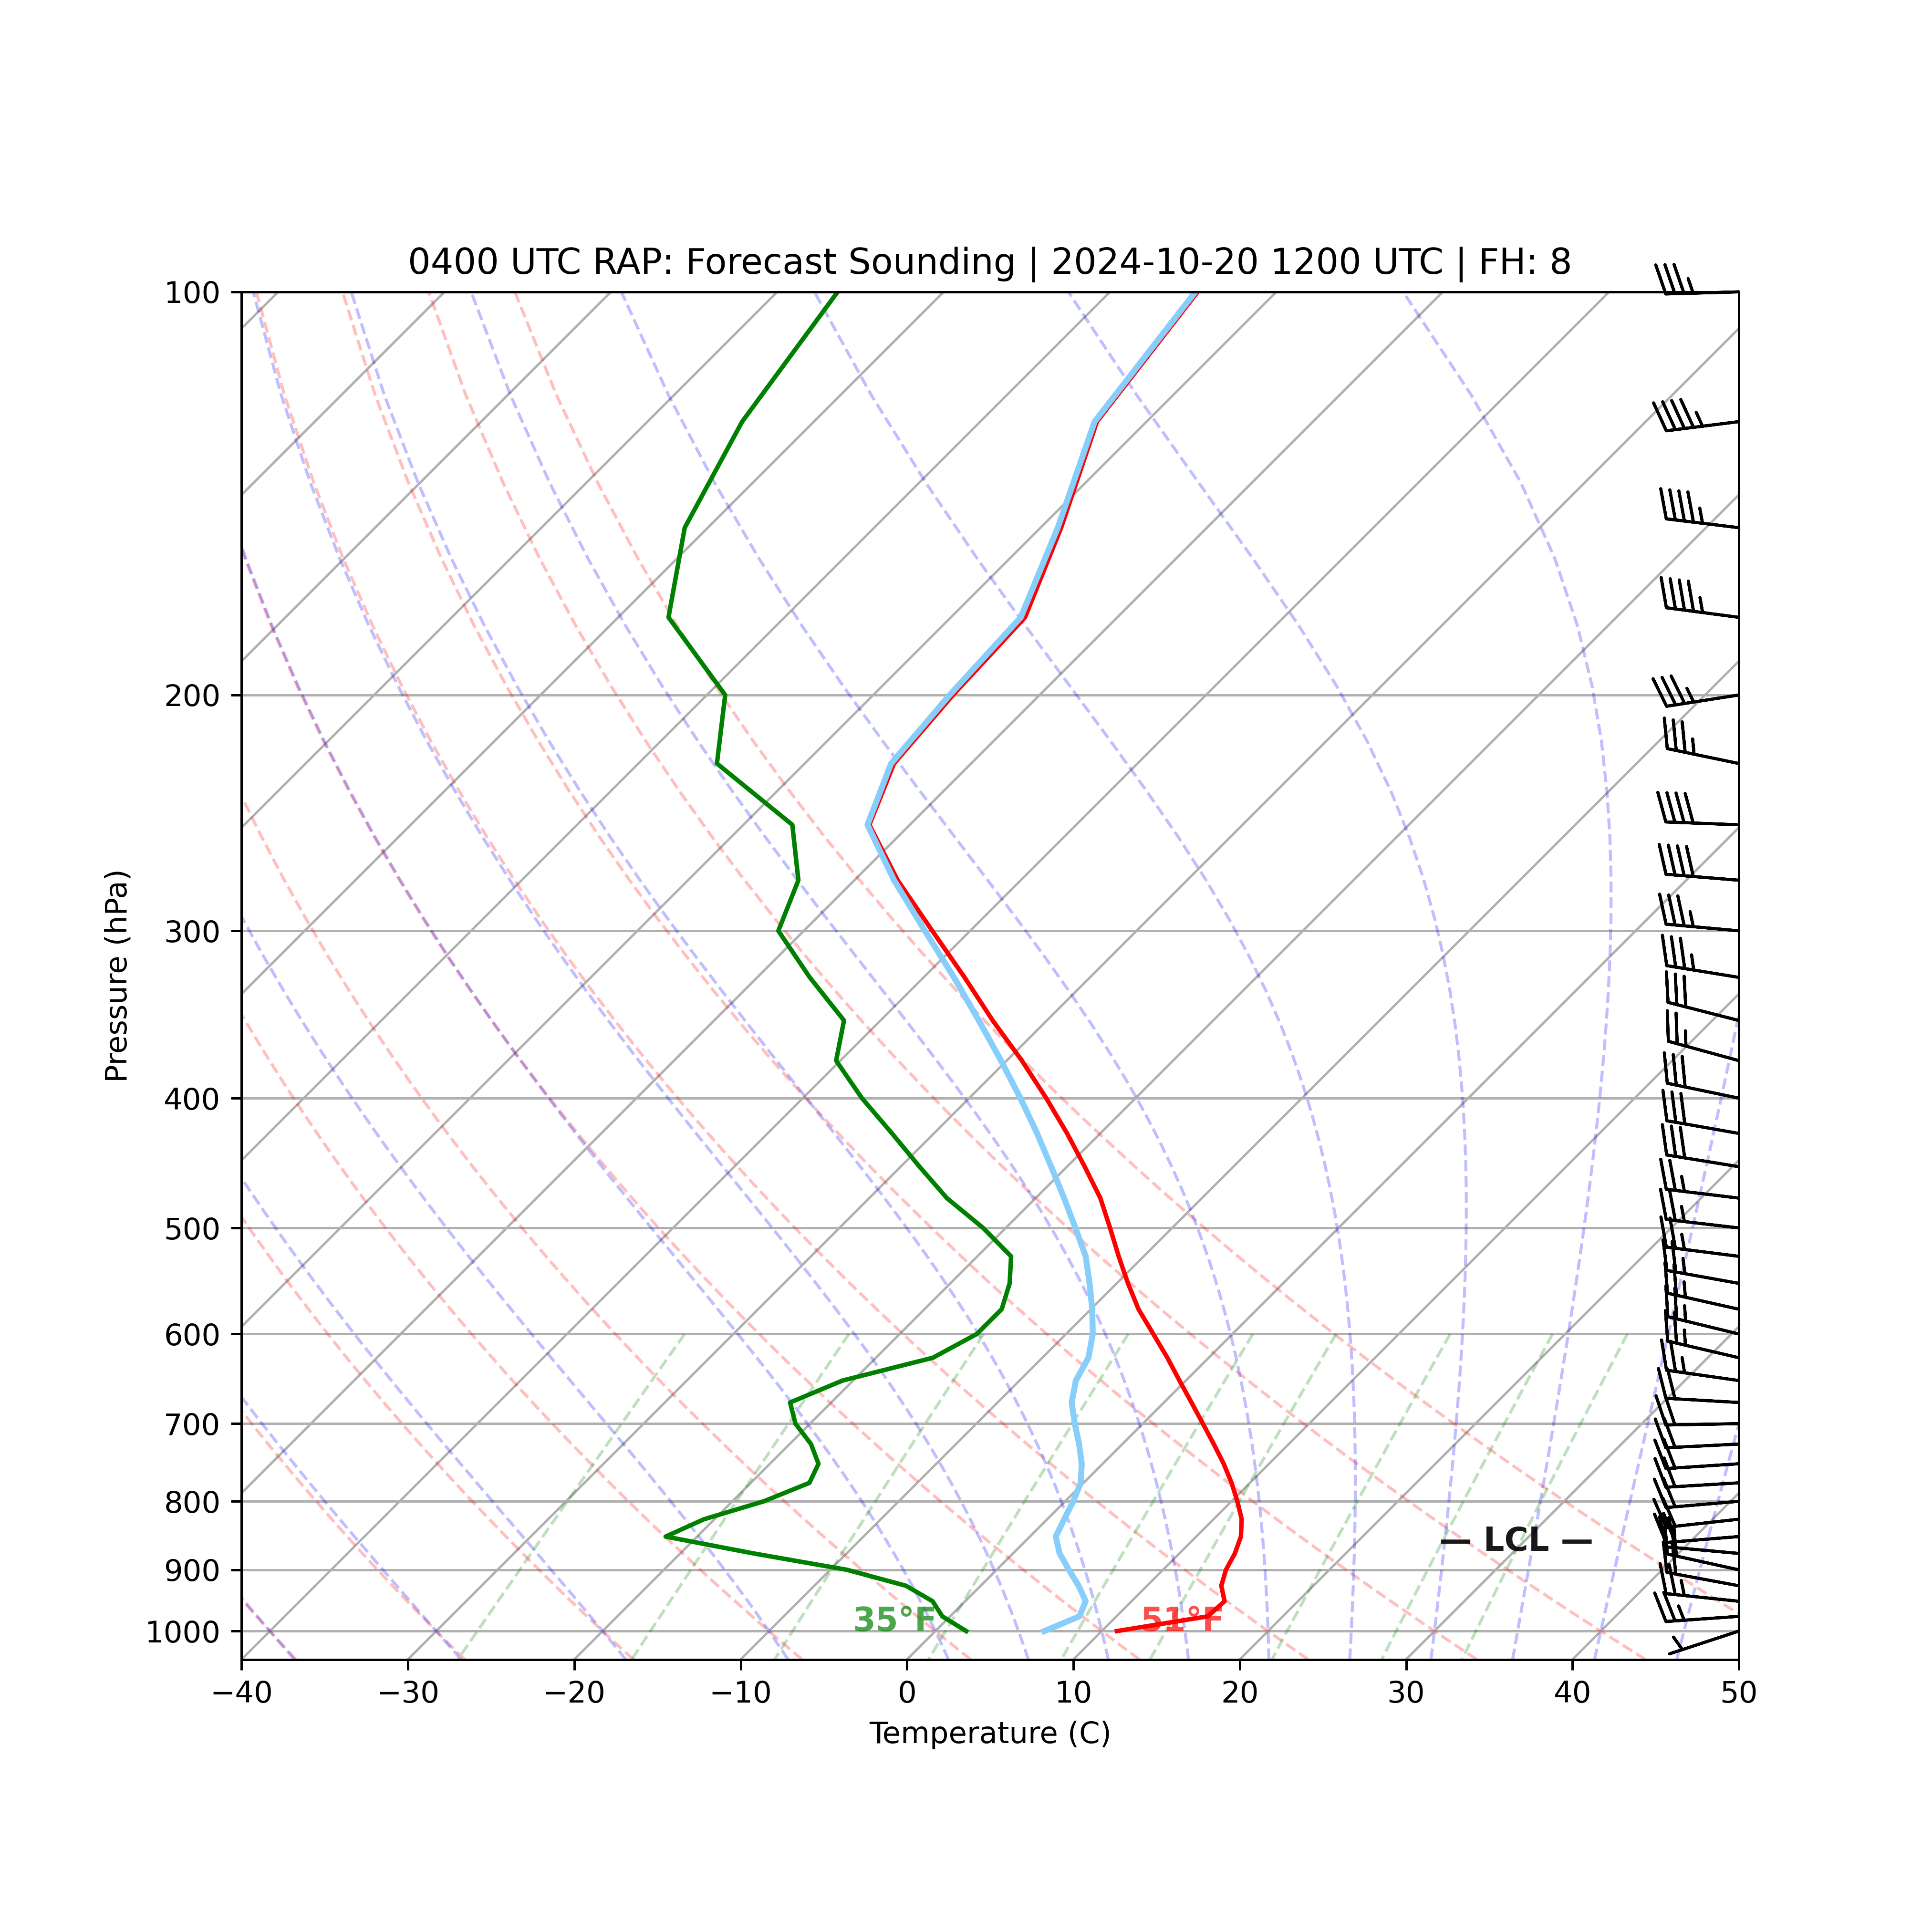 0400 UTC RAP: Forecast Sounding | 2024-10-20 1200 UTC | FH: 8
100
200
300
400
500
600
700
800
900
1000
Pressure (hPa)
— LCL —
35°F
51°F
−40 −30 −20 −10 0 10 20 30 40 50
Temperature (C)